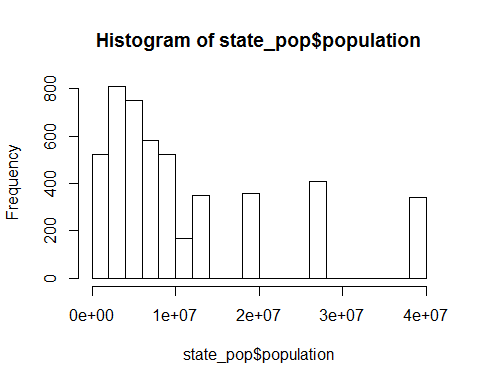 Histogram of state_pop$population
Frequency
800
600
400
200
0
0e+00 1e+07 2e+07 3e+07 4e+07
state_pop$population